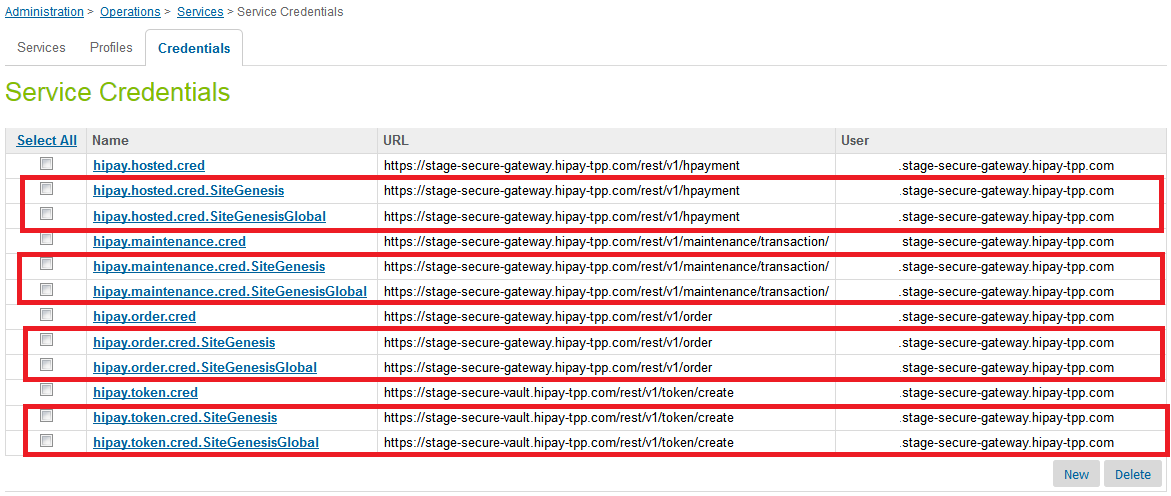 Administration > Operations > Services > Service Credentials
Services Profiles Credentials
Service Credentials
Select All Name URL User
hipay.hosted.cred https://stage-secure-gateway.hipay-tpp.com/rest/v1/hpayment .stage-secure-gateway.hipay-tpp.com
hipay.hosted.cred.SiteGenesis https://stage-secure-gateway.hipay-tpp.com/rest/v1/hpayment .stage-secure-gateway.hipay-tpp.com
hipay.hosted.cred.SiteGenesisGlobal https://stage-secure-gateway.hipay-tpp.com/rest/v1/hpayment .stage-secure-gateway.hipay-tpp.com
hipay.maintenance.cred https://stage-secure-gateway.hipay-tpp.com/rest/v1/maintenance/transaction/ .stage-secure-gateway.hipay-tpp.com
hipay.maintenance.cred.SiteGenesis https://stage-secure-gateway.hipay-tpp.com/rest/v1/maintenance/transaction/ .stage-secure-gateway.hipay-tpp.com
hipay.maintenance.cred.SiteGenesisGlobal https://stage-secure-gateway.hipay-tpp.com/rest/v1/maintenance/transaction/ .stage-secure-gateway.hipay-tpp.com
hipay.order.cred https://stage-secure-gateway.hipay-tpp.com/rest/v1/order .stage-secure-gateway.hipay-tpp.com
hipay.order.cred.SiteGenesis https://stage-secure-gateway.hipay-tpp.com/rest/v1/order .stage-secure-gateway.hipay-tpp.com
hipay.order.cred.SiteGenesisGlobal https://stage-secure-gateway.hipay-tpp.com/rest/v1/order .stage-secure-gateway.hipay-tpp.com
hipay.token.cred https://stage-secure-vault.hipay-tpp.com/rest/v1/token/create .stage-secure-gateway.hipay-tpp.com
hipay.token.cred.SiteGenesis https://stage-secure-vault.hipay-tpp.com/rest/v1/token/create .stage-secure-gateway.hipay-tpp.com
hipay.token.cred.SiteGenesisGlobal https://stage-secure-vault.hipay-tpp.com/rest/v1/token/create .stage-secure-gateway.hipay-tpp.com
New Delete